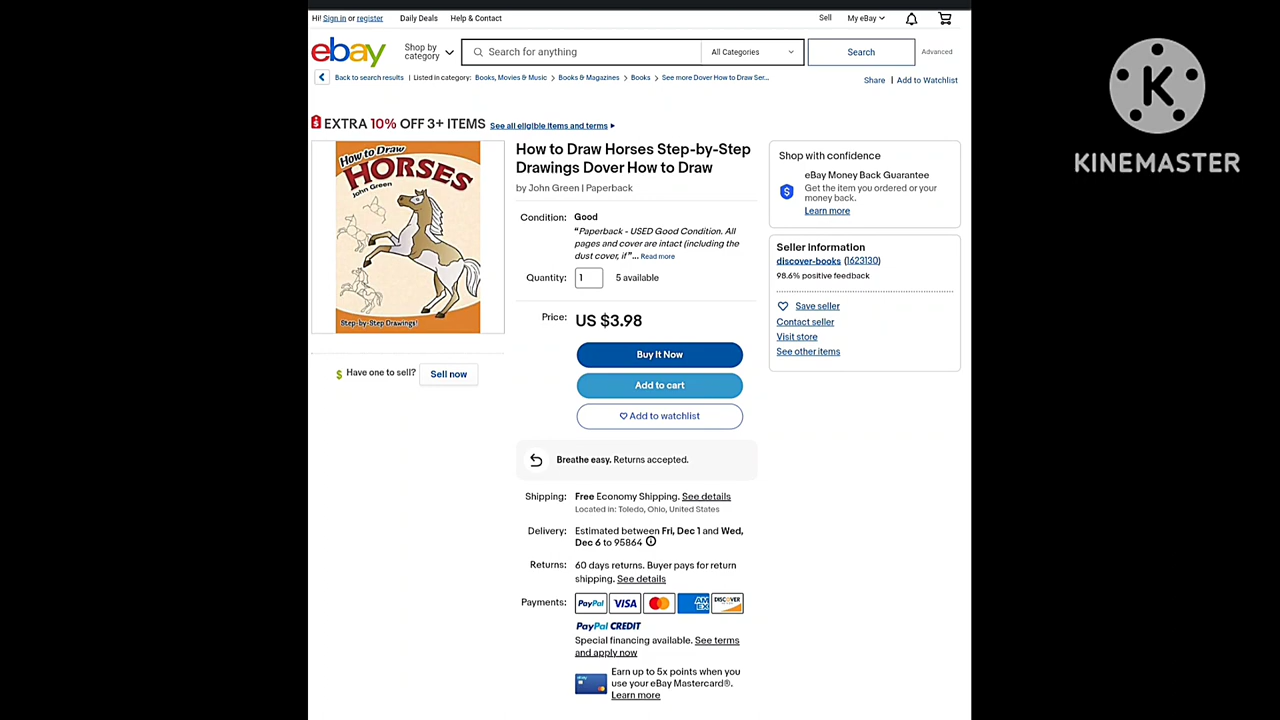 Hi! Sign in or register
Daily Deals
Help & Contact
Sell
My eBay
ebay
Shop by
category
Search for anything
All Categories
Search
Advanced
Back to search results | Listed in category: Books, Movies & Music > Books & Magazines > Books > See more Dover How to Draw Ser...
Share | Add to Watchlist
EXTRA 10% OFF 3+ ITEMS See all eligible items and terms
How to Draw
HORSES
John Green
Step-by-Step Drawings!
$ Have one to sell? Sell now
How to Draw Horses Step-by-Step
Drawings Dover How to Draw
by John Green | Paperback
Condition: Good
“Paperback - USED Good Condition. All
pages and cover are intact (including the
dust cover, if”... Read more
Quantity: 1 5 available
Price: US $3.98
Buy It Now
Add to cart
Add to watchlist
Breathe easy. Returns accepted.
Shipping: Free Economy Shipping. See details
Located in: Toledo, Ohio, United States
Delivery: Estimated between Fri, Dec 1 and Wed,
Dec 6 to 95864
Returns: 60 days returns. Buyer pays for return
shipping. See details
Payments: PayPal VISA AM EX DISCOVER
PayPal CREDIT
Special financing available. See terms
and apply now
Earn up to 5x points when you
use your eBay Mastercard®.
Learn more
Shop with confidence
eBay Money Back Guarantee
Get the item you ordered or your
money back.
Learn more
Seller information
discover-books (1623130)
98.6% positive feedback
Save seller
Contact seller
Visit store
See other items
K
KINEMASTER